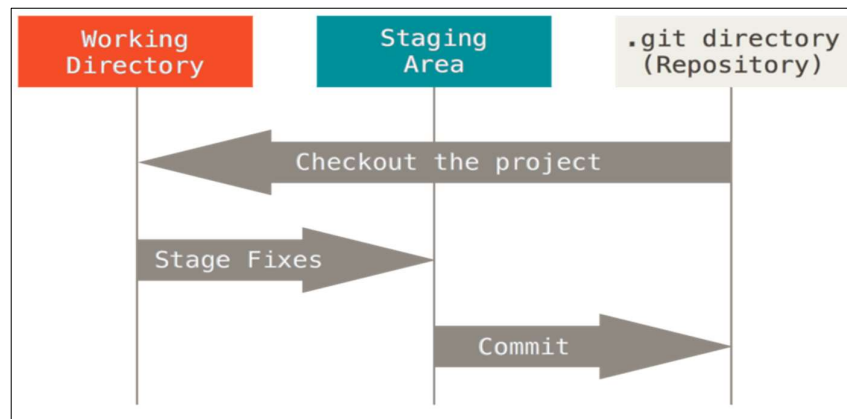 Working
Directory
Staging
Area
.git directory
(Repository)
Checkout the project
Stage Fixes
Commit